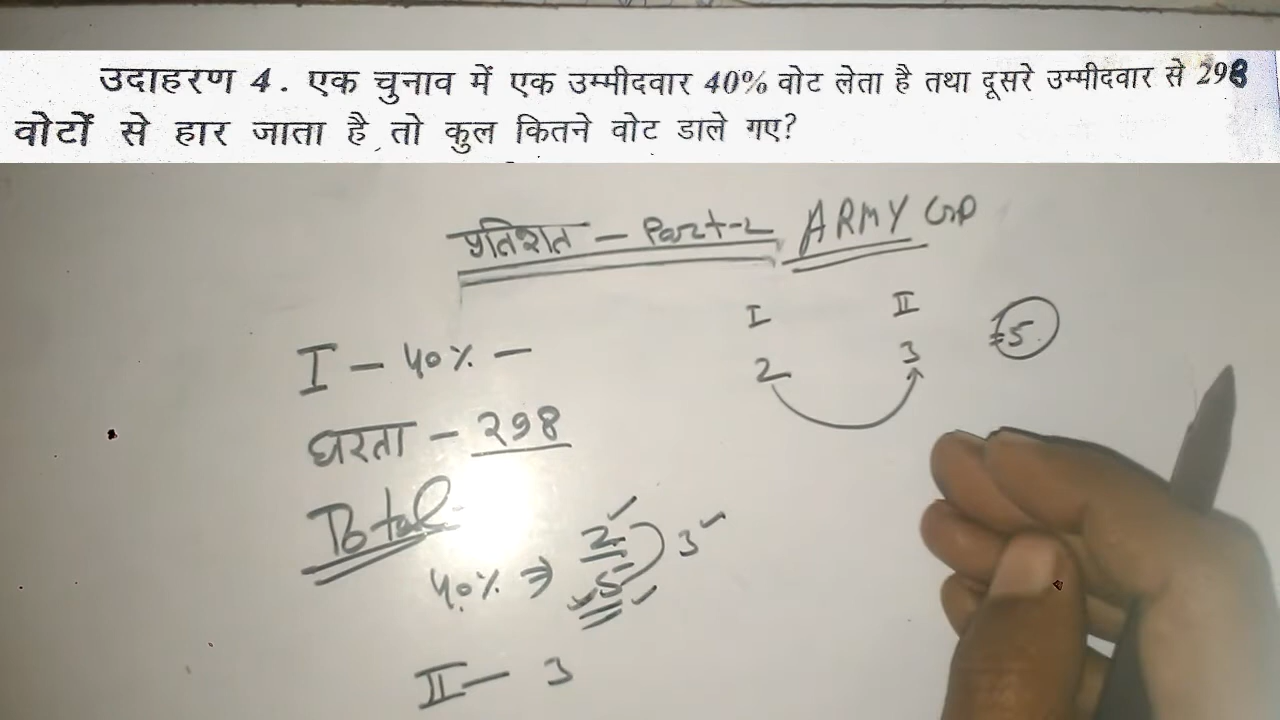 उदाहरण 4. एक चुनाव में एक उम्मीदवार 40% वोट लेता है तथा दूसरे उम्मीदवार से 298
वोटों से हार जाता है तो कुल कितने वोट डाले गए?
प्रतिशत - Part-2 ARMY GD
I II
2 3 =5
I - 40% -
घरता - 298
Total
40% ⇒ 2/5 3
II - 3